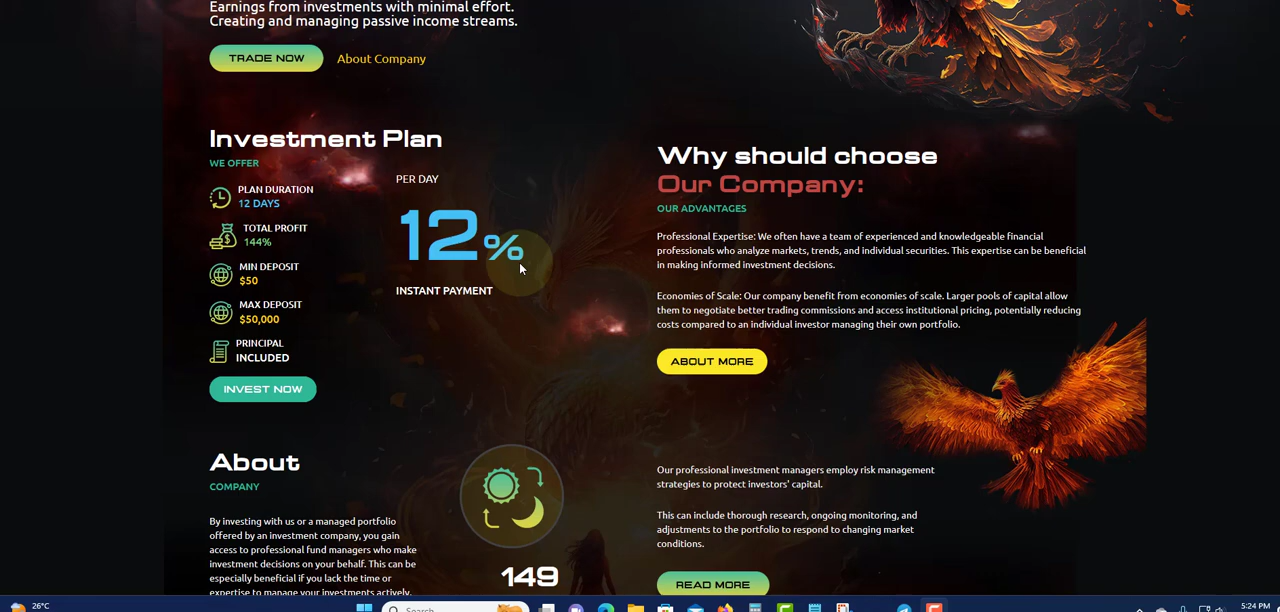 Earnings from investments with minimal effort.
Creating and managing passive income streams.
TRADE NOW
About Company
Investment Plan
WE OFFER
PLAN DURATION
12 DAYS
TOTAL PROFIT
144%
MIN DEPOSIT
$50
MAX DEPOSIT
$50,000
PRINCIPAL
INCLUDED
INVEST NOW
PER DAY
12%
INSTANT PAYMENT
Why should choose
Our Company:
OUR ADVANTAGES
Professional Expertise: We often have a team of experienced and knowledgeable financial
professionals who analyze markets, trends, and individual securities. This expertise can be beneficial
in making informed investment decisions.
Economies of Scale: Our company benefit from economies of scale. Larger pools of capital allow
them to negotiate better trading commissions and access institutional pricing, potentially reducing
costs compared to an individual investor managing their own portfolio.
ABOUT MORE
About
COMPANY
By investing with us or a managed portfolio
offered by an investment company, you gain
access to professional fund managers who make
investment decisions on your behalf. This can be
especially beneficial if you lack the time or
expertise to manage your investments actively.
149
Our professional investment managers employ risk management
strategies to protect investors' capital.
This can include thorough research, ongoing monitoring, and
adjustments to the portfolio to respond to changing market
conditions.
READ MORE
26°C
Search
5:24 PM